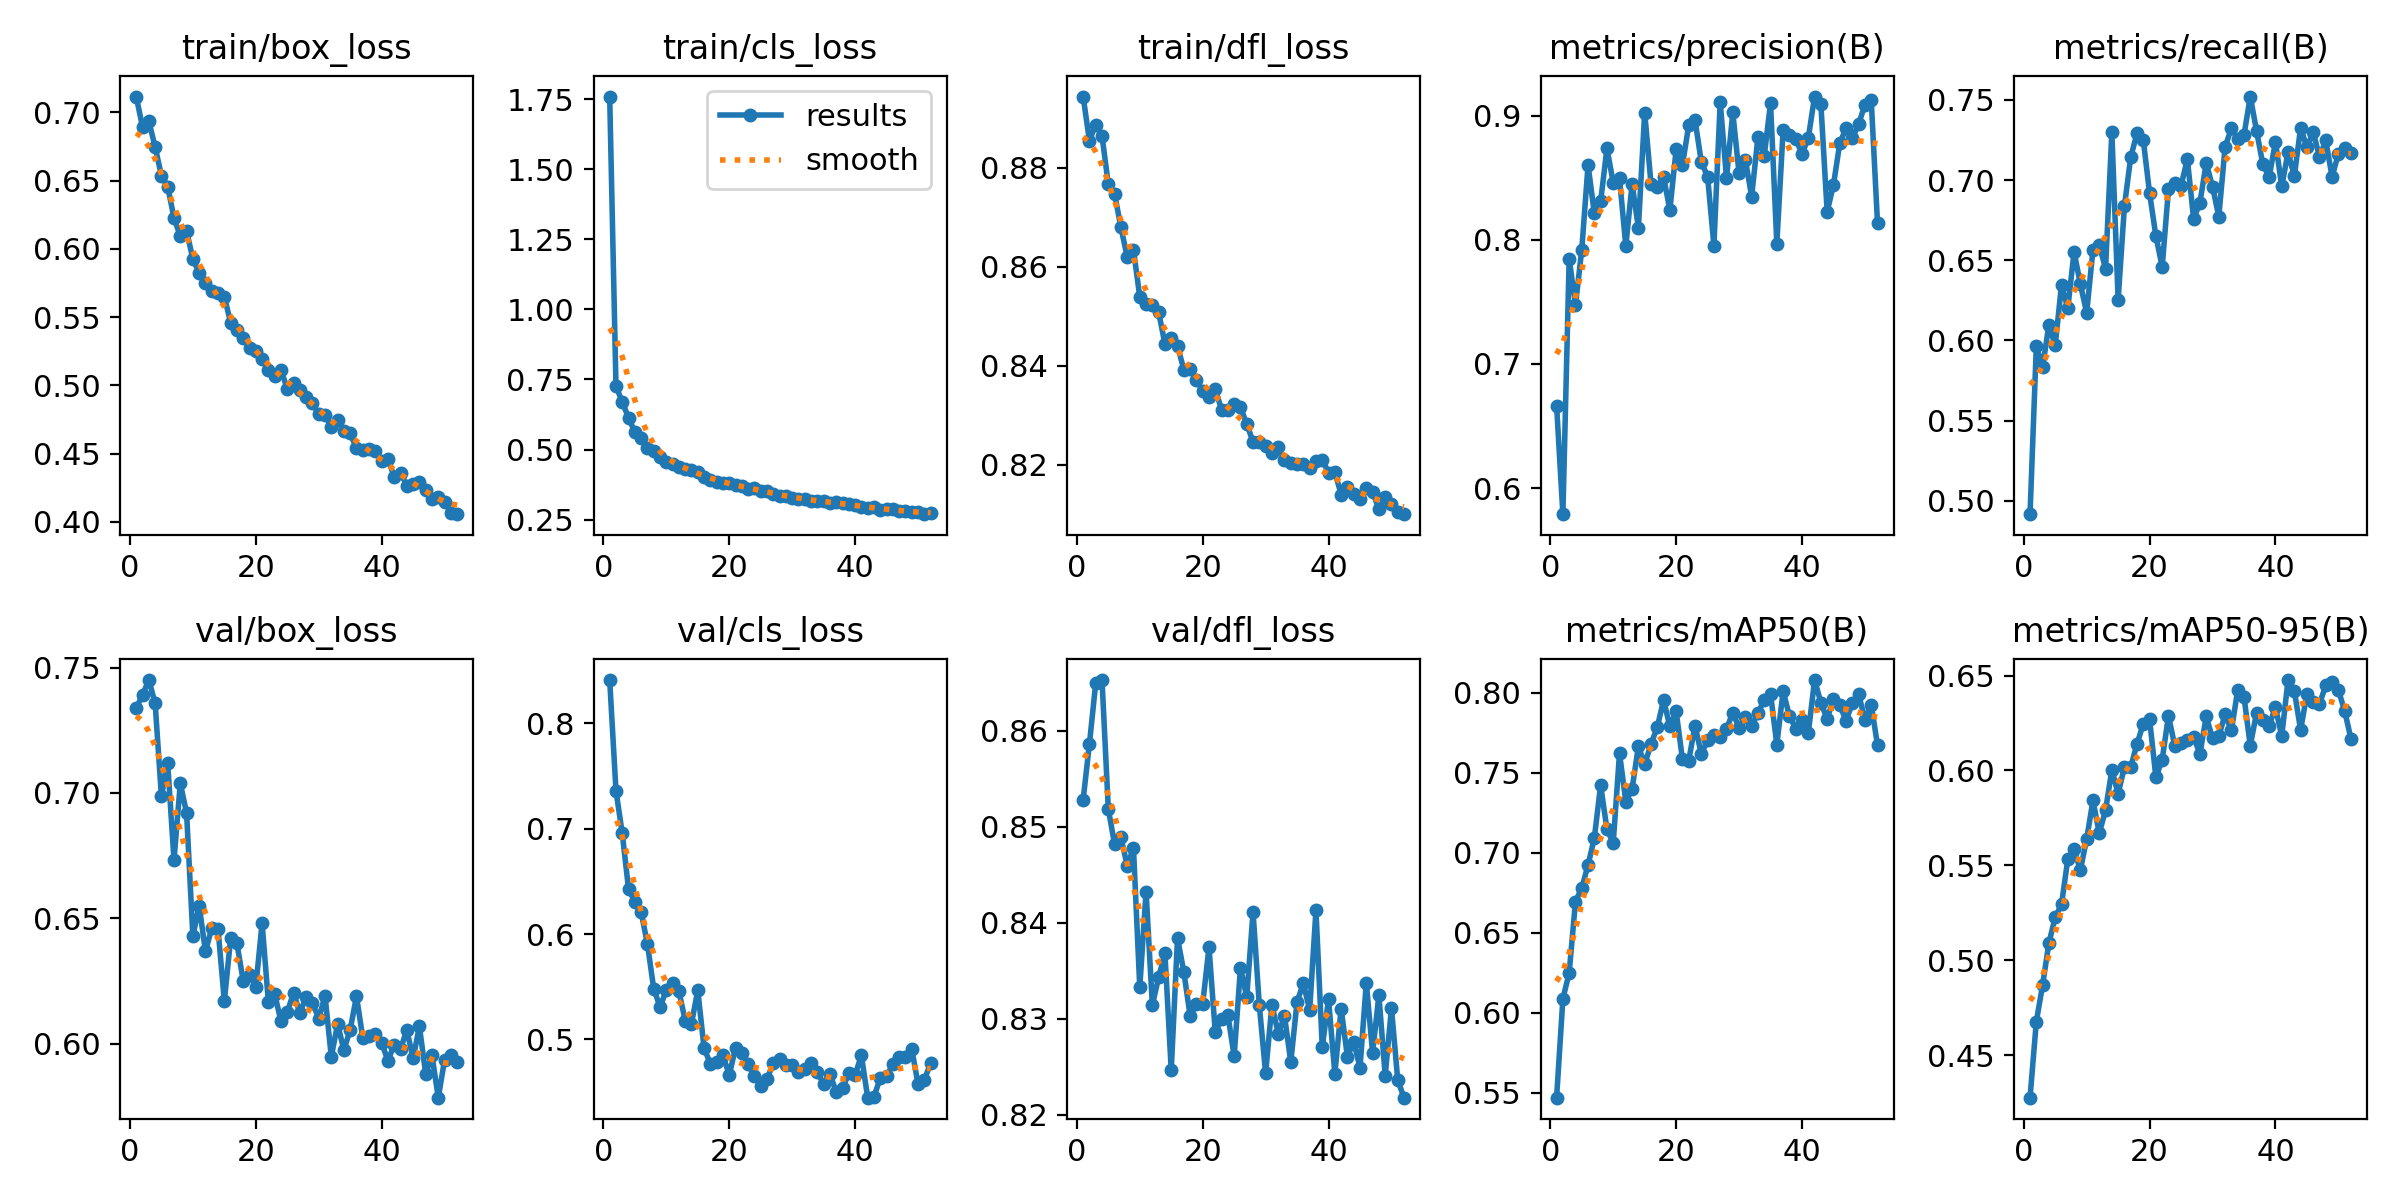 train/box_loss
train/cls_loss
train/dfl_loss
metrics/precision(B)
metrics/recall(B)
0.70
0.65
0.60
0.55
0.50
0.45
0.40
0 20 40
1.75
1.50
1.25
1.00
0.75
0.50
0.25
results
smooth
0 20 40
0.88
0.86
0.84
0.82
0 20 40
0.9
0.8
0.7
0.6
0 20 40
0.75
0.70
0.65
0.60
0.55
0.50
0 20 40
val/box_loss
val/cls_loss
val/dfl_loss
metrics/mAP50(B)
metrics/mAP50-95(B)
0.75
0.70
0.65
0.60
0 20 40
0.8
0.7
0.6
0.5
0 20 40
0.86
0.85
0.84
0.83
0.82
0 20 40
0.80
0.75
0.70
0.65
0.60
0.55
0 20 40
0.65
0.60
0.55
0.50
0.45
0 20 40